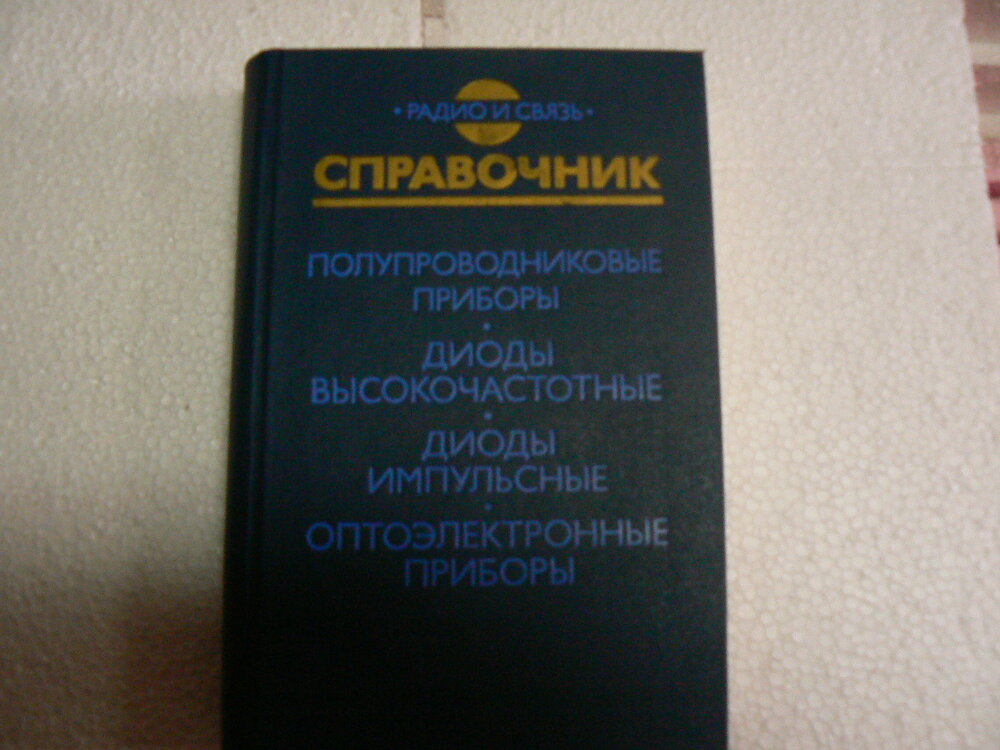 • РАДИО И СВЯЗЬ •
СПРАВОЧНИК
ПОЛУПРОВОДНИКОВЫЕ
ПРИБОРЫ
•
ДИОДЫ
ВЫСОКОЧАСТОТНЫЕ
•
ДИОДЫ
ИМПУЛЬСНЫЕ
•
ОПТОЭЛЕКТРОННЫЕ
ПРИБОРЫ